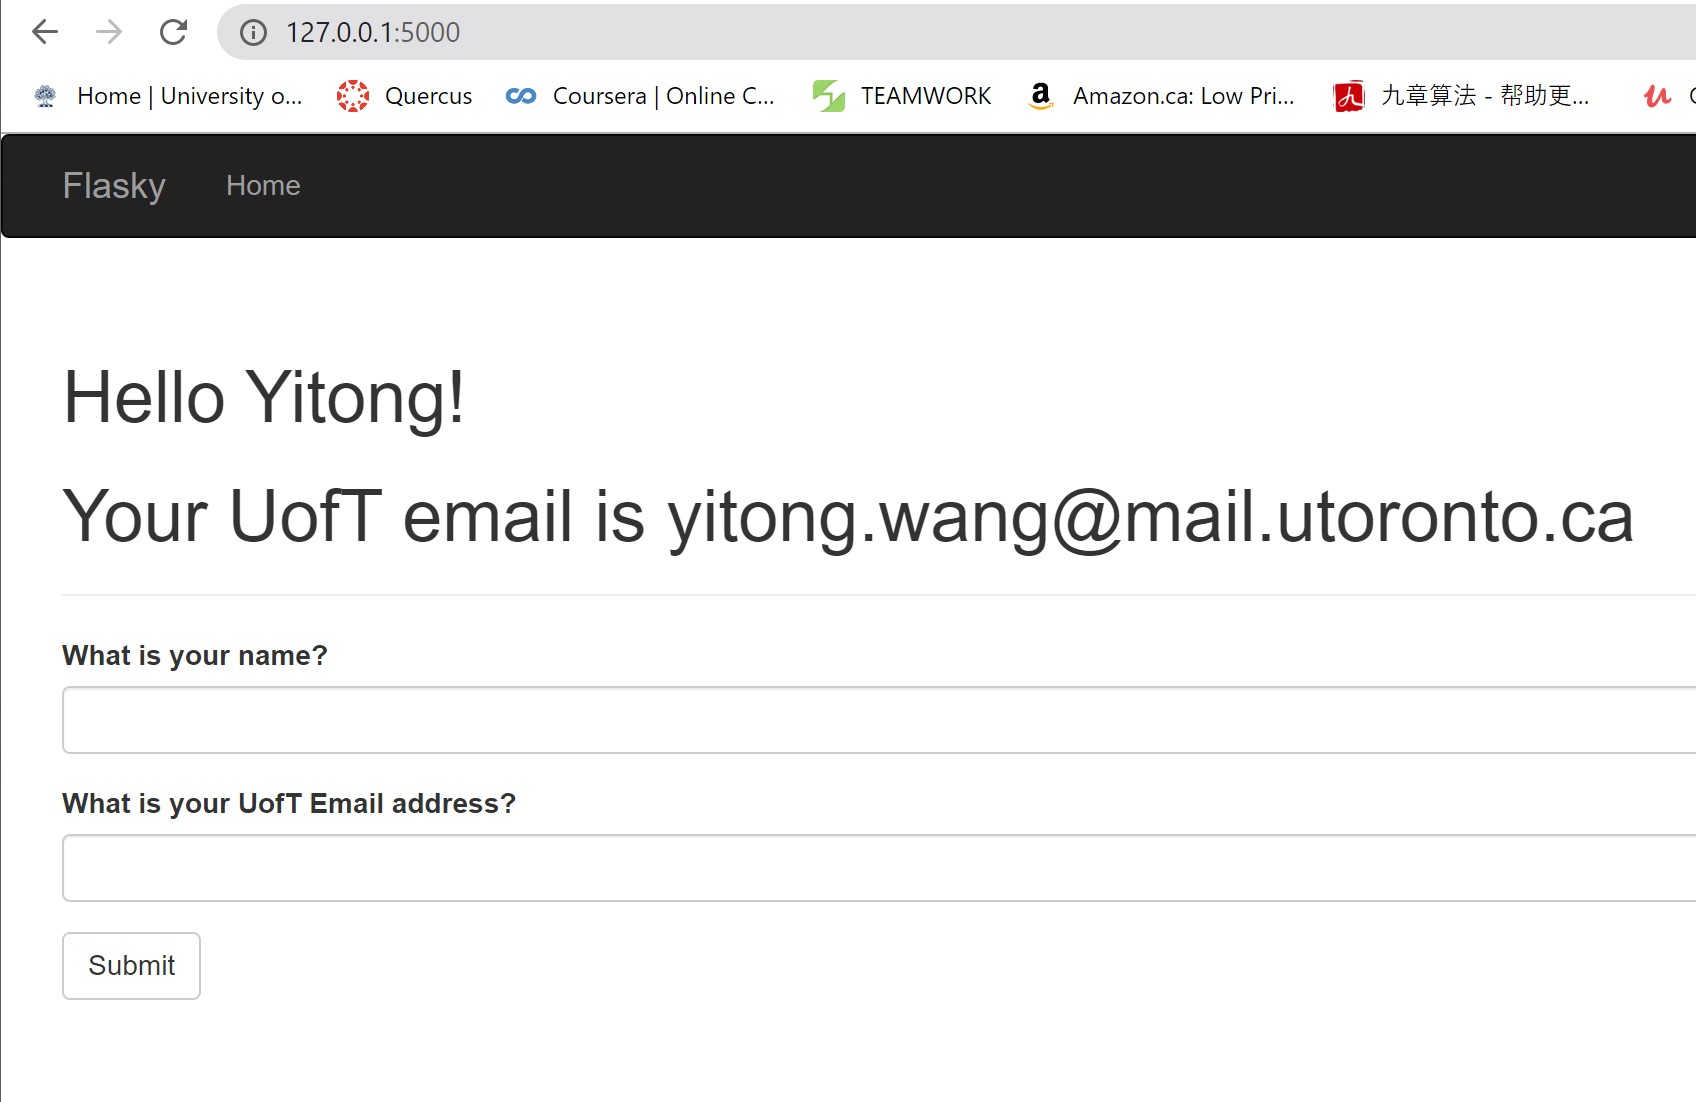 127.0.0.1:5000
Home | University o... Quercus Coursera | Online C... TEAMWORK Amazon.ca: Low Pri... 九章算法 - 帮助更...
Flasky Home
Hello Yitong!
Your UofT email is yitong.wang@mail.utoronto.ca
What is your name?
What is your UofT Email address?
Submit